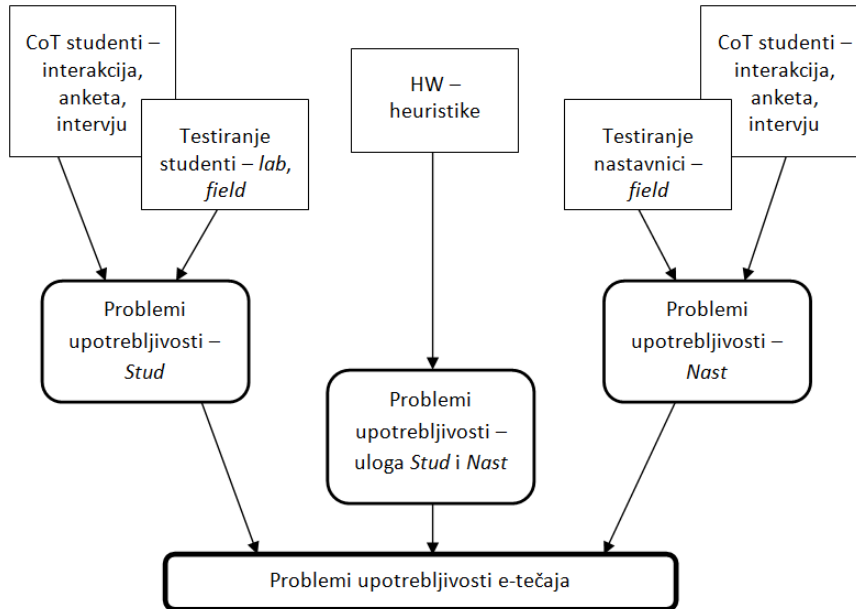 CoT studenti –
interakcija,
anketa,
intervju
Testiranje
studenti – lab,
field
HW –
heuristike
CoT studenti –
interakcija,
anketa,
intervju
Testiranje
nastavnici –
field
Problemi
upotrebljivosti –
Stud
Problemi
upotrebljivosti –
uloga Stud i Nast
Problemi
upotrebljivosti –
Nast
Problemi upotrebljivosti e-tečaja